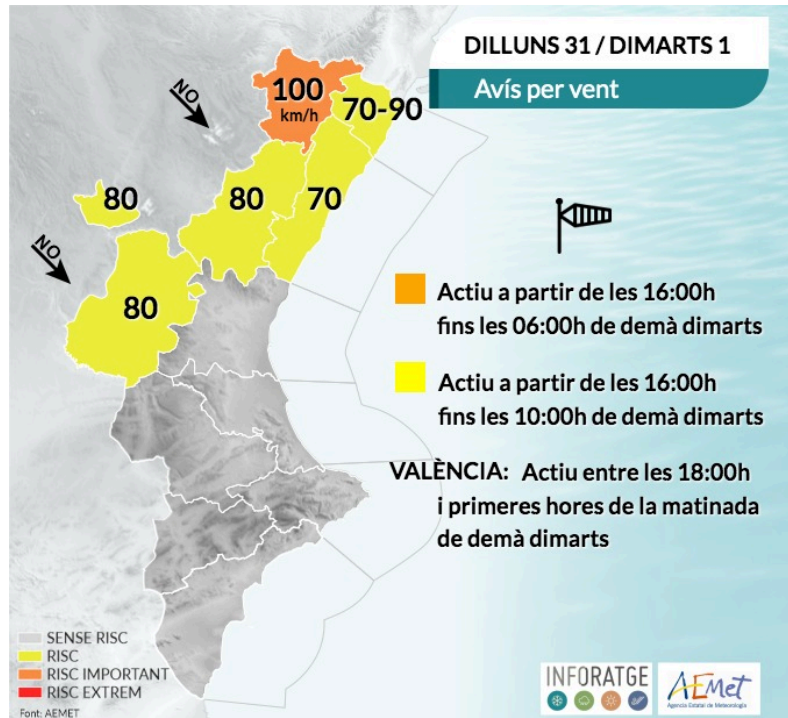 DILLUNS 31 / DIMARTS 1
Avís per vent
NO
100
km/h
70-90
80
80
70
NO
80
Actiu a partir de les 16:00h
fins les 06:00h de demà dimarts
Actiu a partir de les 16:00h
fins les 10:00h de demà dimarts
VALÈNCIA: Actiu entre les 18:00h
i primeres hores de la matinada
de demà dimarts
SENSE RISC
RISC
RISC IMPORTANT
RISC EXTREM
Font: AEMET
INFORATGE
AEMet
Agencia Estatal de Meteorología